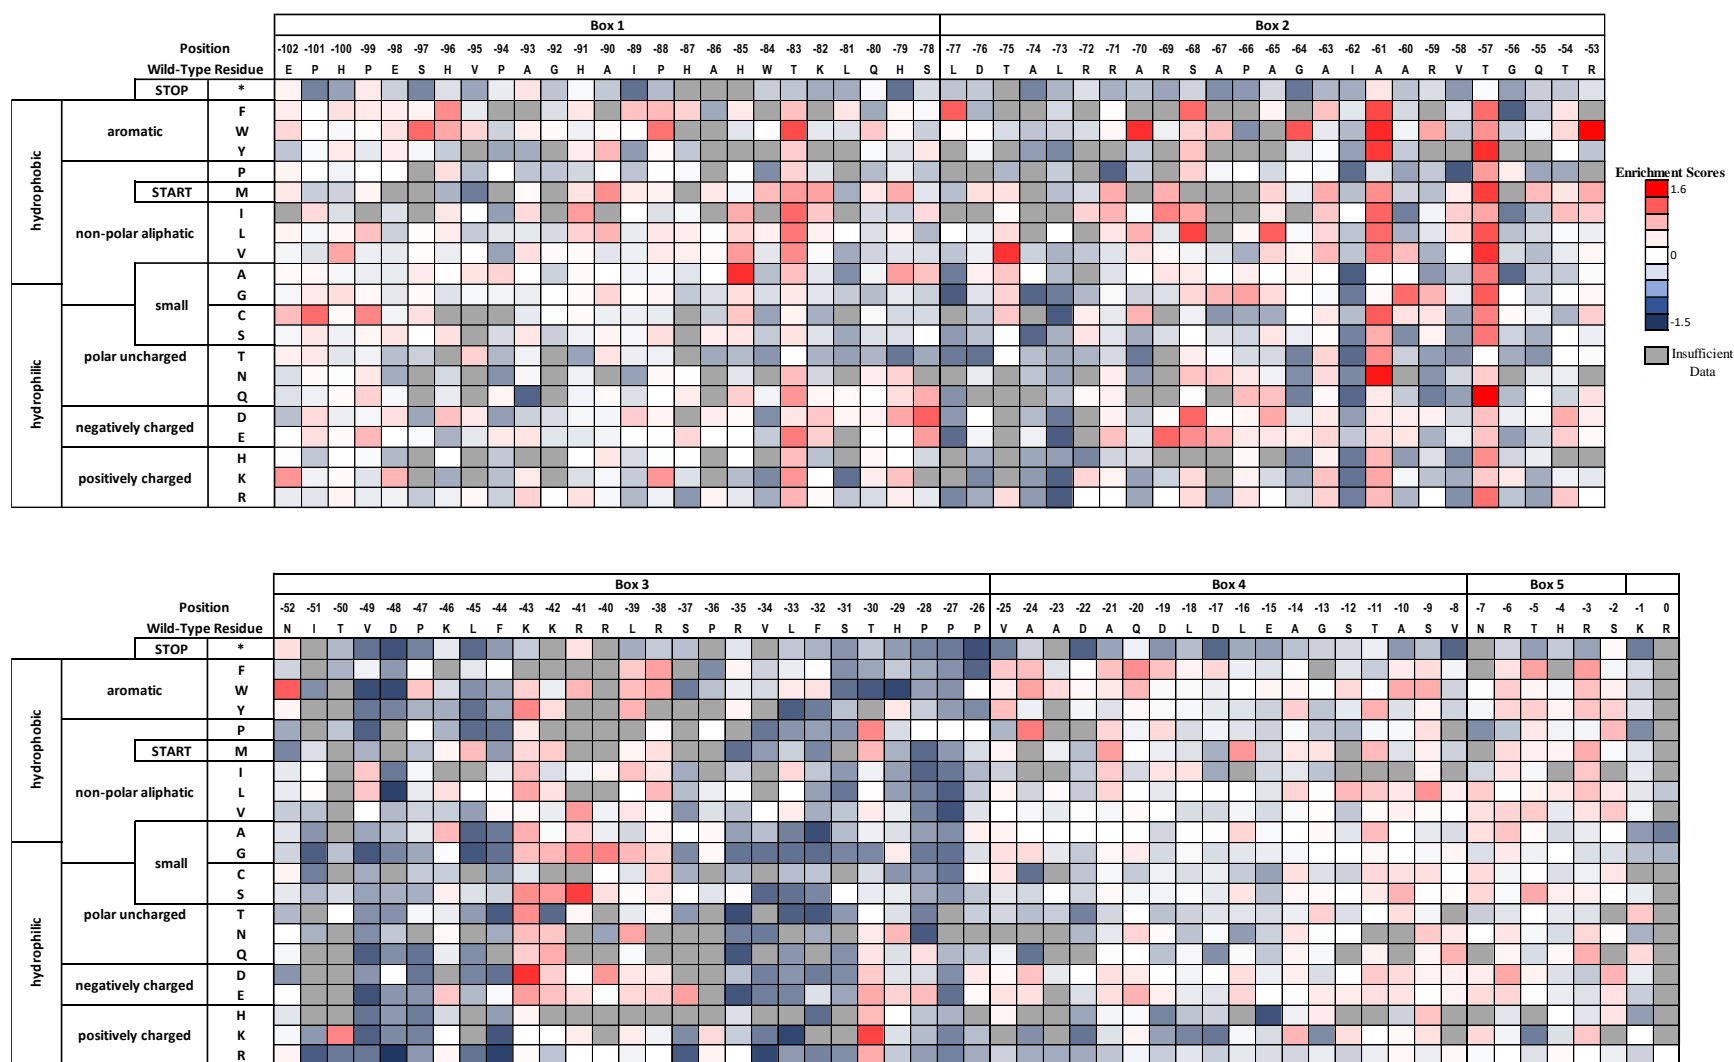 Box 1 Box 2
Position -102 -101 -100 -99 -98 -97 -96 -95 -94 -93 -92 -91 -90 -89 -88 -87 -86 -85 -84 -83 -82 -81 -80 -79 -78 -77 -76 -75 -74 -73 -72 -71 -70 -69 -68 -67 -66 -65 -64 -63 -62 -61 -60 -59 -58 -57 -56 -55 -54 -53
Wild-Type Residue E P H P E S H V P A G H A I P H A H W T K L Q H S L D T A L R R A R S A P A G A I A A R V T G Q T R
STOP *
hydrophobic
aromatic
F
W
Y
non-polar aliphatic
P
START M
I
L
V
small
A
hydrophilic
G
polar uncharged
C
S
T
N
Q
negatively charged
D
E
positively charged
H
K
R
Enrichment Scores
1.6
0
-1.5
Insufficient
Data
Box 3 Box 4 Box 5
Position -52 -51 -50 -49 -48 -47 -46 -45 -44 -43 -42 -41 -40 -39 -38 -37 -36 -35 -34 -33 -32 -31 -30 -29 -28 -27 -26 -25 -24 -23 -22 -21 -20 -19 -18 -17 -16 -15 -14 -13 -12 -11 -10 -9 -8 -7 -6 -5 -4 -3 -2 -1 0
Wild-Type Residue N I T V D P K L F K K R R L R S P R V L F S T H P P P V A A D A Q D L D L E A G S T A S V N R T H R S K R
STOP *
hydrophobic
aromatic
F
W
Y
non-polar aliphatic
P
START M
I
L
V
small
A
hydrophilic
G
polar uncharged
C
S
T
N
Q
negatively charged
D
E
positively charged
H
K
R